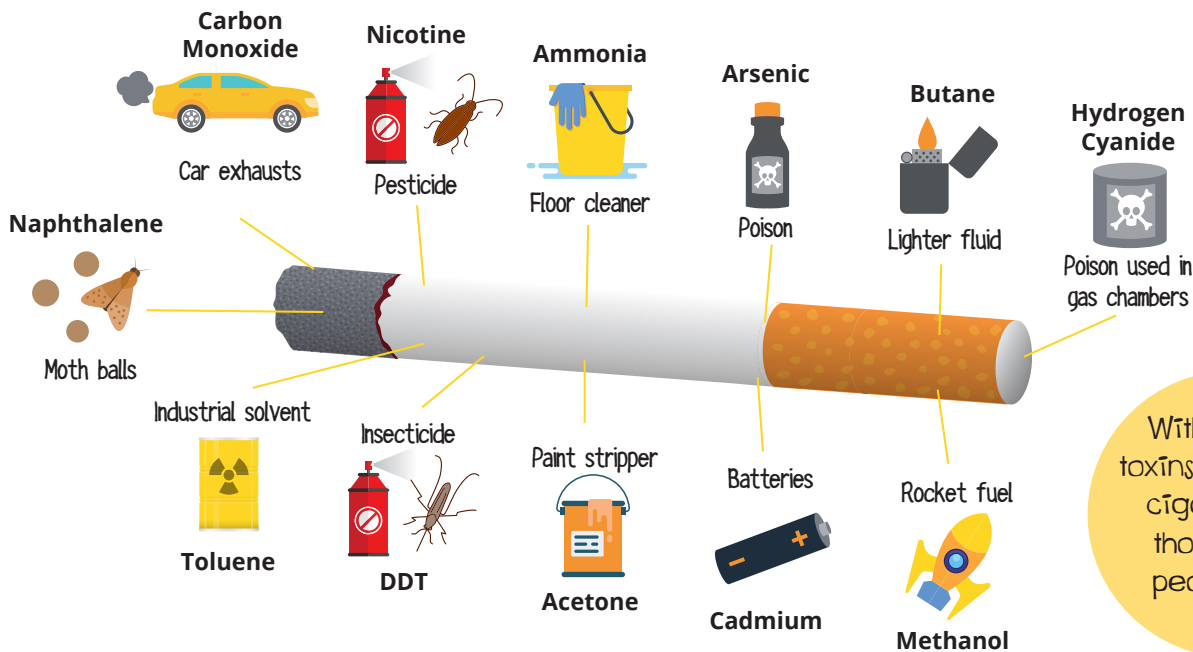 Carbon
Monoxide
Car exhausts
Nicotine
Pesticide
Ammonia
Floor cleaner
Arsenic
Poison
Butane
Lighter fluid
Hydrogen
Cyanide
Poison used in
gas chambers
Naphthalene
Moth balls
Industrial solvent
Toluene
Insecticide
DDT
Paint stripper
Acetone
Batteries
Cadmium
Rocket fuel
Methanol
toxins